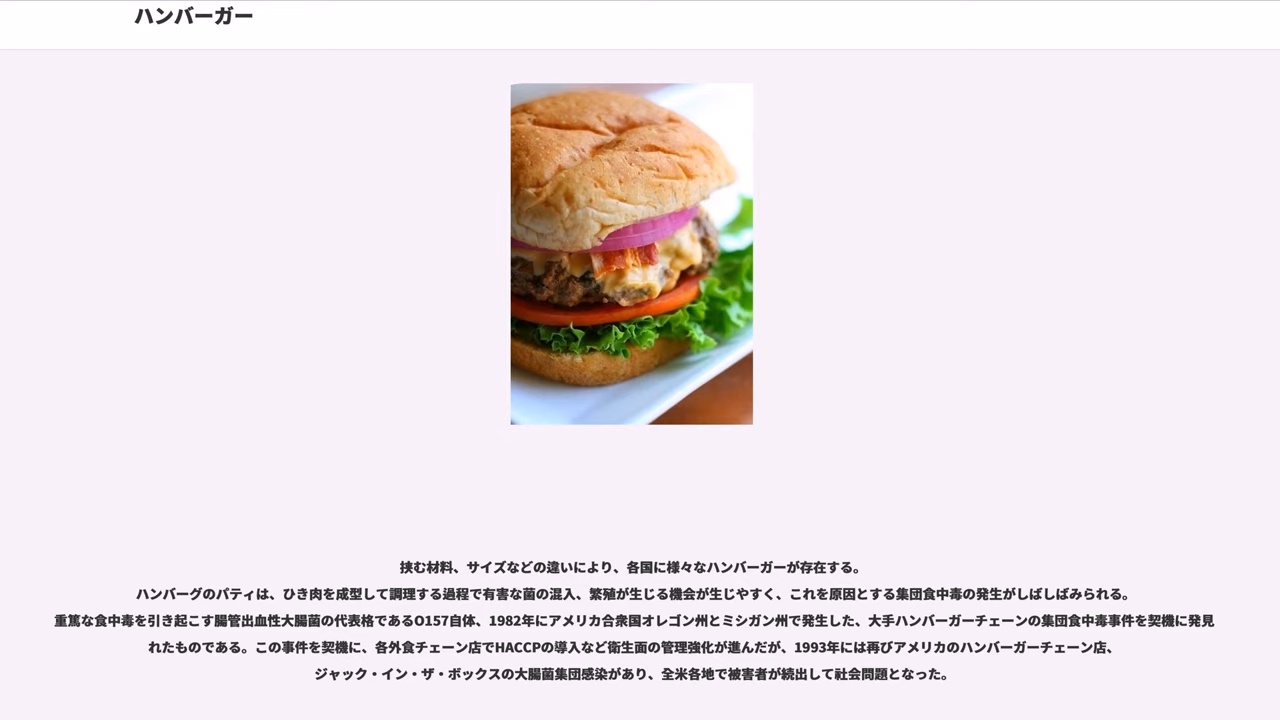 ハンバーガー
挟む材料、サイズなどの違いにより、各国に様々なハンバーガーが存在する。
ハンバーグのパティは、ひき肉を成型して調理する過程で有害な菌の混入、繁殖が生じる機会が生じやすく、これを原因とする集団食中毒の発生がしばしばみられる。
重篤な食中毒を引き起こす腸管出血性大腸菌の代表格であるO157自体、1982年にアメリカ合衆国オレゴン州とミシガン州で発生した、大手ハンバーガーチェーンの集団食中毒事件を契機に発見
れたものである。この事件を契機に、各外食チェーン店でHACCPの導入など衛生面の管理強化が進んだが、1993年には再びアメリカのハンバーガーチェーン店、
ジャック・イン・ザ・ボックスの大腸菌集団感染があり、全米各地で被害者が続出して社会問題となった。